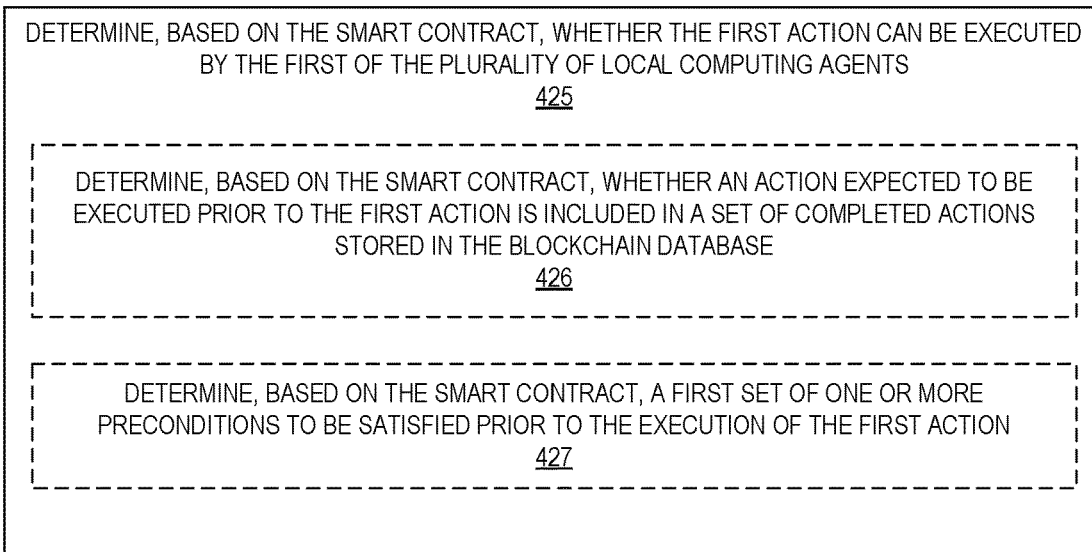 DETERMINE, BASED ON THE SMART CONTRACT, WHETHER THE FIRST ACTION CAN BE EXECUTED
BY THE FIRST OF THE PLURALITY OF LOCAL COMPUTING AGENTS
425
DETERMINE, BASED ON THE SMART CONTRACT, WHETHER AN ACTION EXPECTED TO BE
EXECUTED PRIOR TO THE FIRST ACTION IS INCLUDED IN A SET OF COMPLETED ACTIONS
STORED IN THE BLOCKCHAIN DATABASE
426
DETERMINE, BASED ON THE SMART CONTRACT, A FIRST SET OF ONE OR MORE
PRECONDITIONS TO BE SATISFIED PRIOR TO THE EXECUTION OF THE FIRST ACTION
427